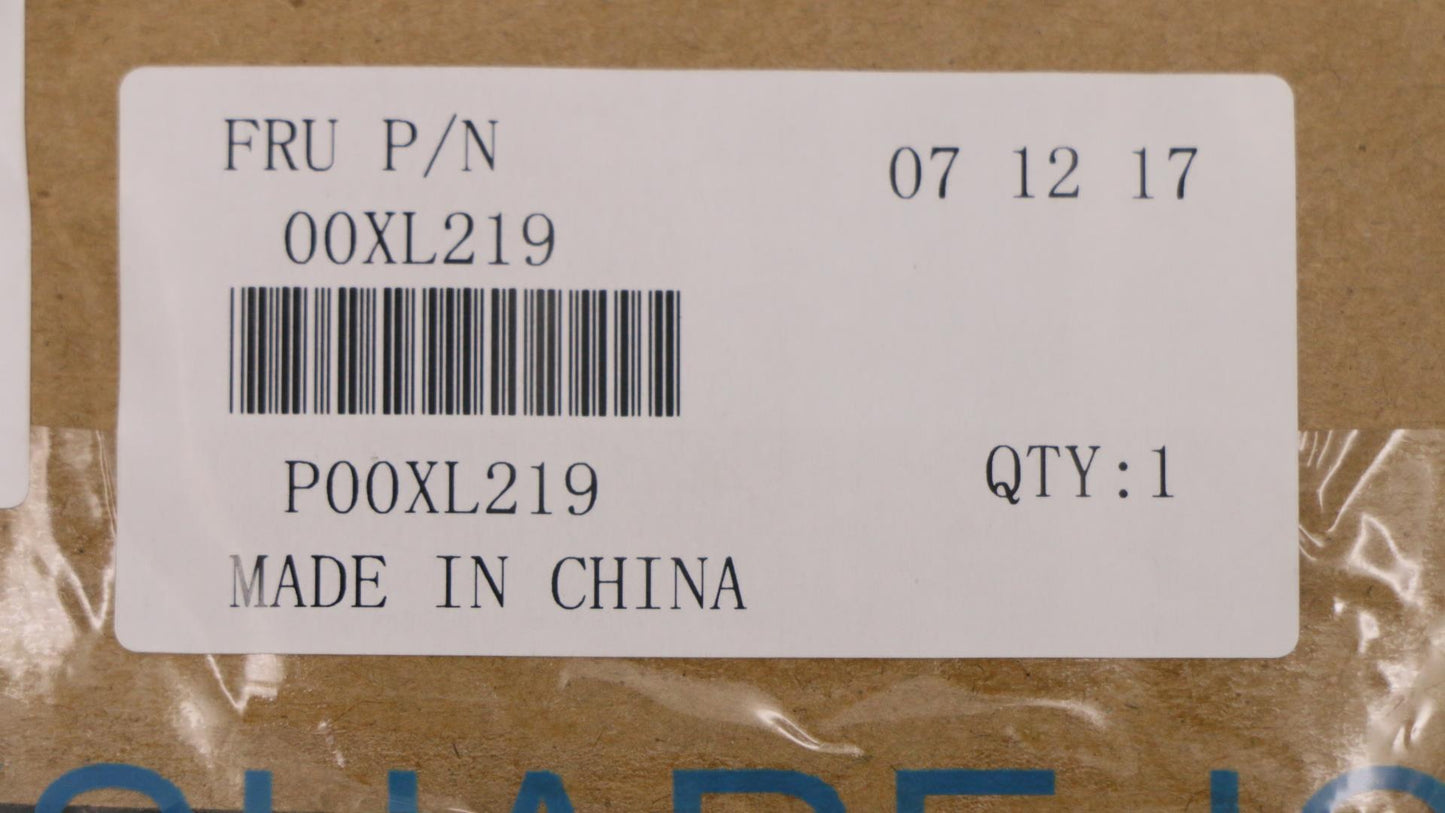 FRU P/N
07 12 17
00XL219
P00XL219
QTY:1
MADE IN CHINA